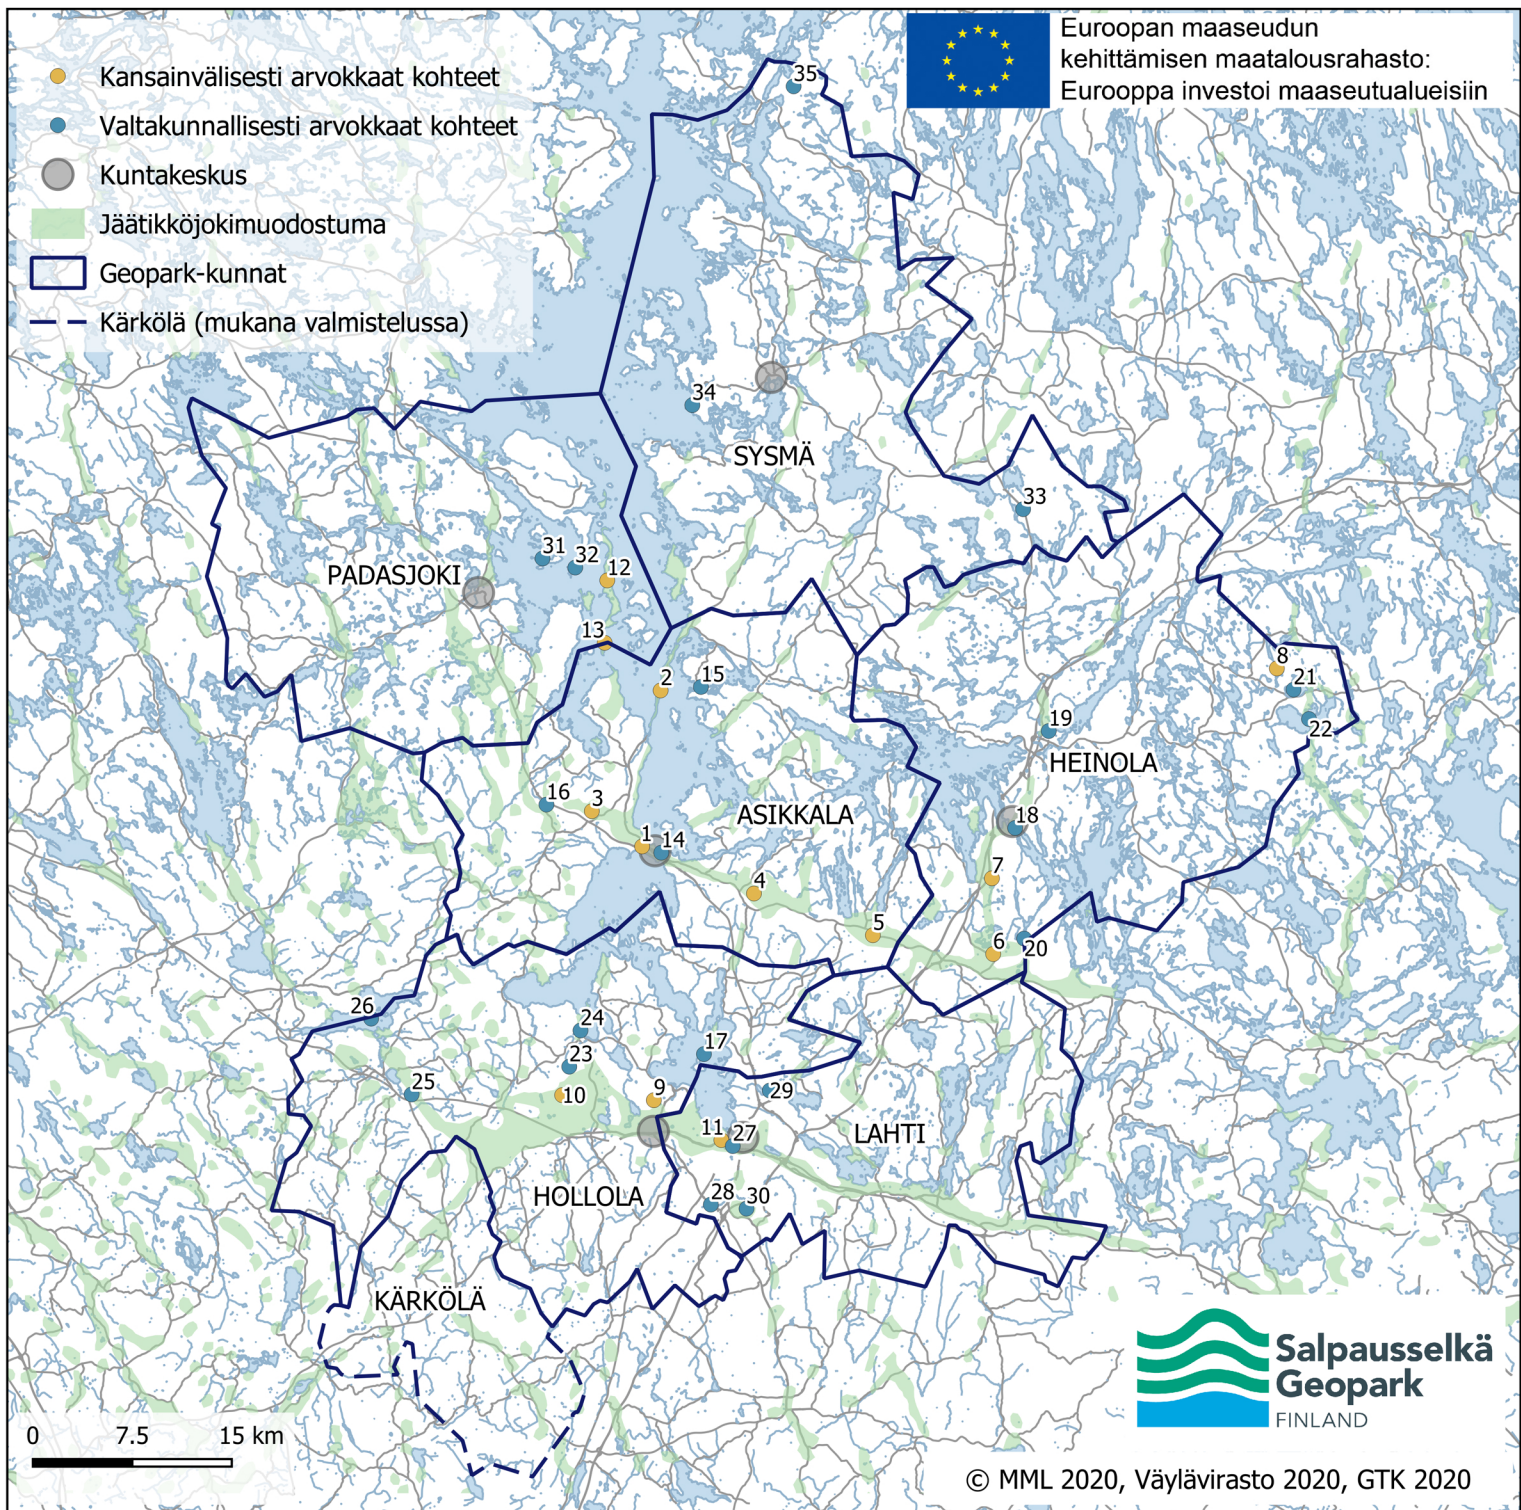 Euroopan maaseudun
kehittämisen maatalousrahasto:
Eurooppa investoi maaseutualueisiin
Kansainvälisesti arvokkaat kohteet
Valtakunnallisesti arvokkaat kohteet
Kuntakeskus
Jäätikköjokimuodostuma
Geopark-kunnat
Kärkölä (mukana valmistelussa)
35
34
SYSMÄ
33
31
32
12
PADASJOKI
13
8
2
15
21
19
22
HEINOLA
16
3
ASIKKALA
18
1
14
7
4
5
6
20
26
24
17
23
25
10
9
29
11
27
LAHTI
28
30
HOLLOLA
KÄRKÖLÄ
Salpausselkä
Geopark
FINLAND
0 7.5 15 km
© MML 2020, Väylävirasto 2020, GTK 2020